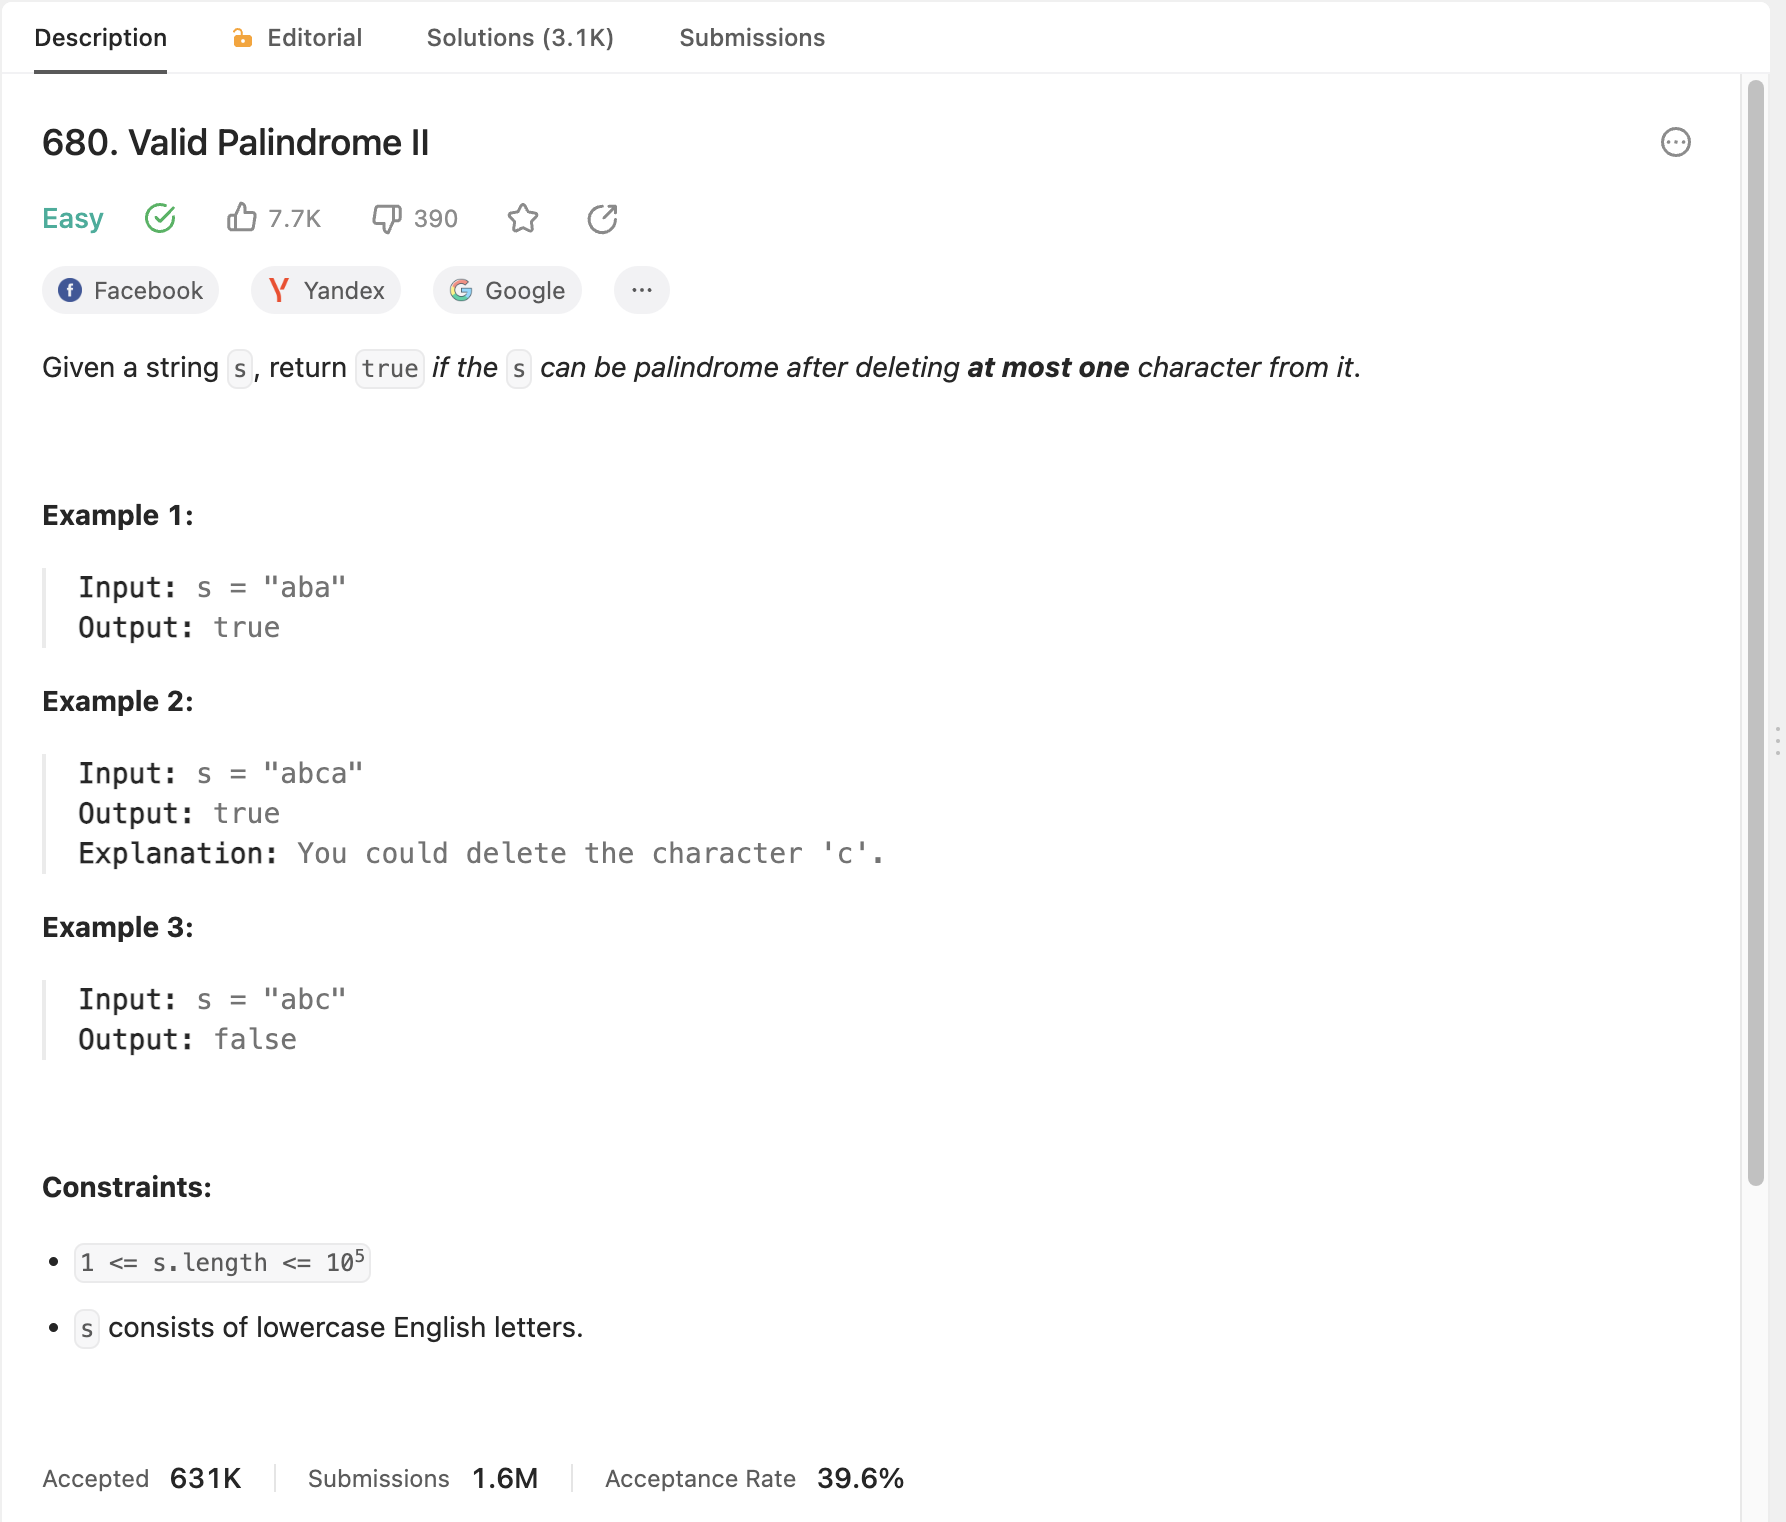 Description Editorial Solutions (3.1K) Submissions
680. Valid Palindrome II
Easy 7.7K 390
Facebook Yandex Google ...
Given a string s, return true if the s can be palindrome after deleting at most one character from it.
Example 1:
Input: s = "aba"
Output: true
Example 2:
Input: s = "abca"
Output: true
Explanation: You could delete the character 'c'.
Example 3:
Input: s = "abc"
Output: false
Constraints:
• 1 <= s.length <= 10⁵
• s consists of lowercase English letters.
Accepted 631K Submissions 1.6M Acceptance Rate 39.6%